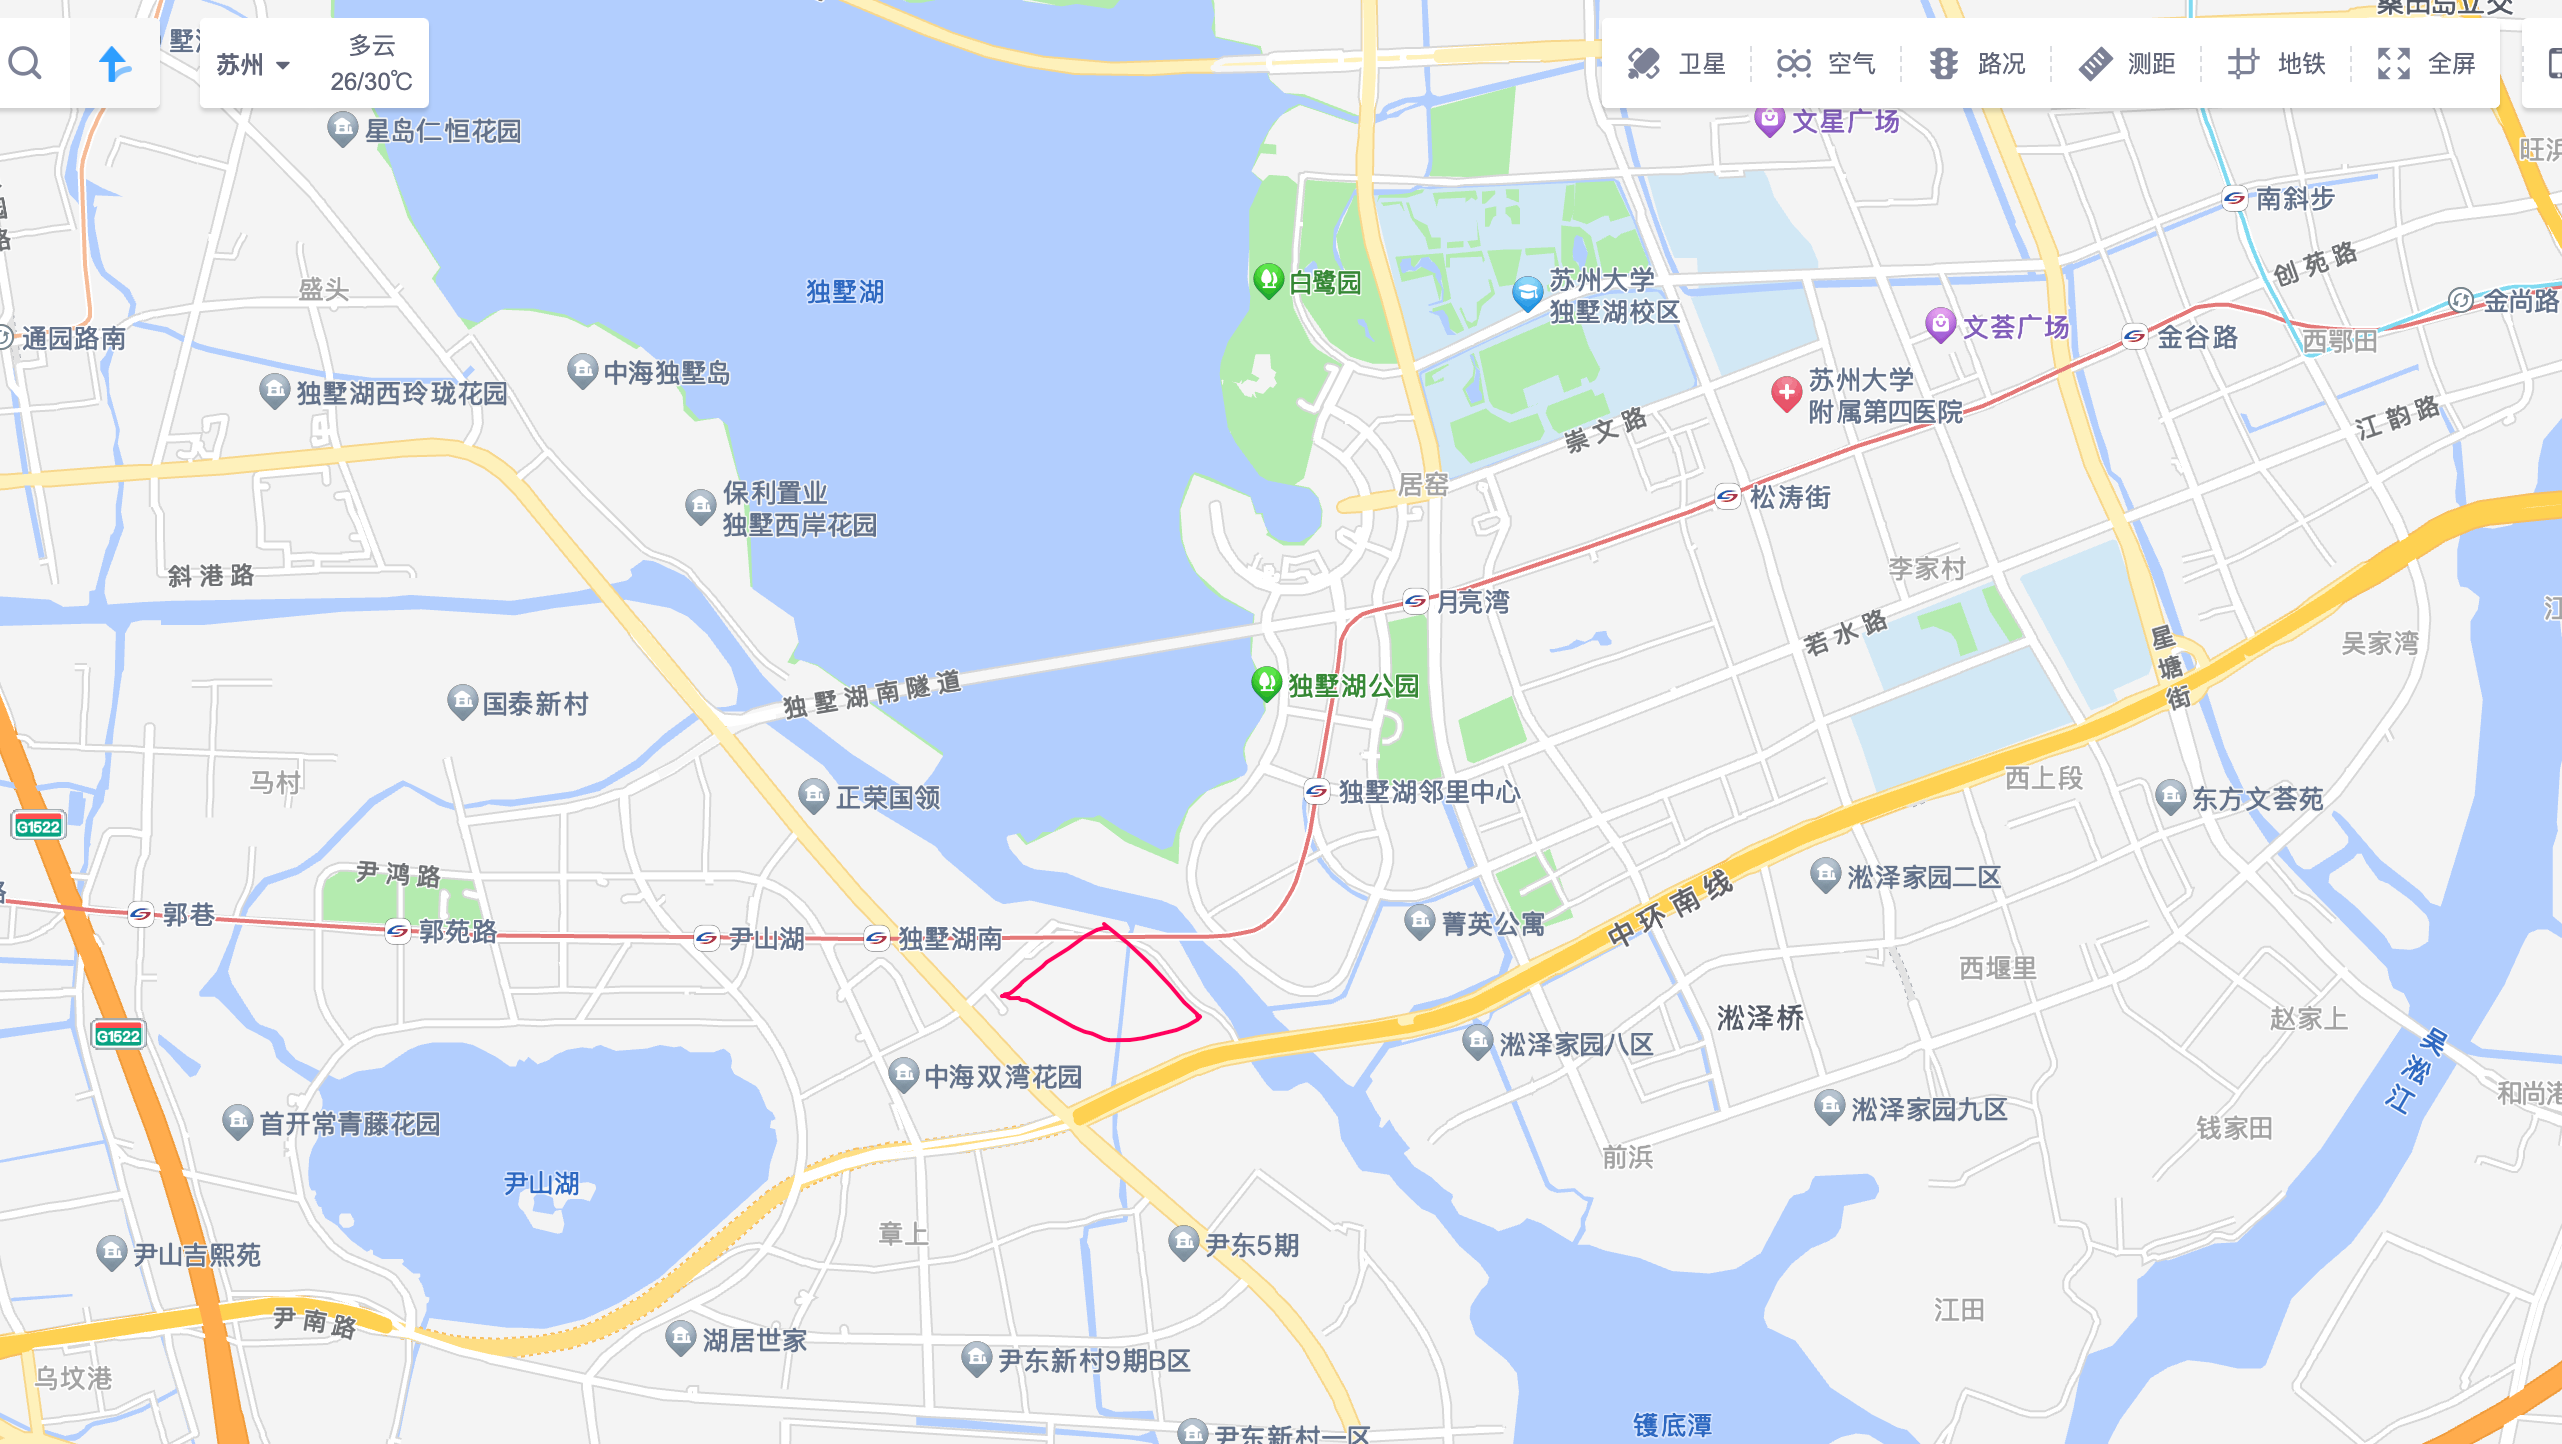 苏州
多云
26/30℃
卫星
空气
路况
测距
地铁
全屏
星岛仁恒花园
文星广场
南斜步
创苑路
盛头
独墅湖
白鹭园
苏州大学
独墅湖校区
文荟广场
金谷路
金尚路
西鄂田
通园路南
独墅湖西玲珑花园
中海独墅岛
苏州大学
附属第四医院
崇文路
江韵路
居窑
松涛街
保利置业
独墅西岸花园
斜港路
李家村
月亮湾
若水路
星塘街
吴家湾
国泰新村
独墅湖南隧道
独墅湖公园
马村
正荣国领
独墅湖邻里中心
西上段
东方文荟苑
G1522
尹鸿路
淞泽家园二区
中环南线
郭巷
郭苑路
尹山湖
独墅湖南
菁英公寓
西堰里
G1522
淞泽桥
赵家上
淞泽家园八区
吴淞江
中海双湾花园
首开常青藤花园
淞泽家园九区
和尚港
钱家田
前浜
尹山湖
章上
尹东5期
尹山吉熙苑
江田
尹南路
湖居世家
尹东新村9期B区
乌坟港
镬底潭
尹东新村一区